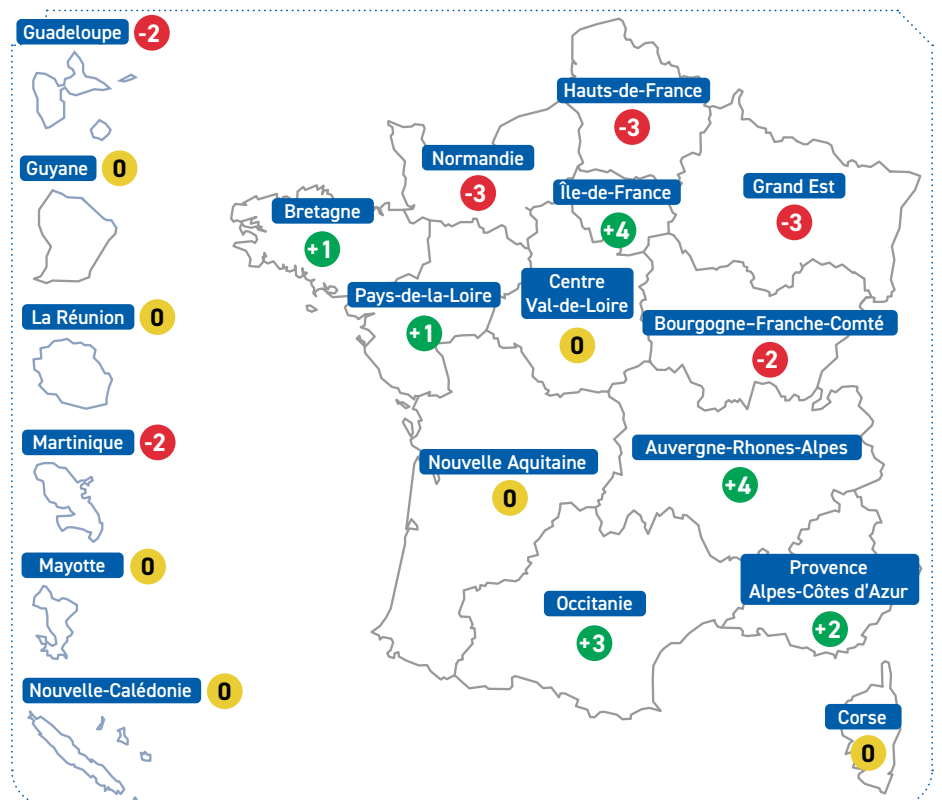 Guadeloupe -2
Guyane 0
La Réunion 0
Martinique -2
Mayotte 0
Nouvelle-Calédonie 0
Hauts-de-France
-3
Normandie
-3
Île-de-France
+4
Grand Est
-3
Bretagne
+1
Pays-de-la-Loire
+1
Centre
Val-de-Loire
0
Bourgogne–Franche-Comté
-2
Nouvelle Aquitaine
0
Auvergne-Rhones-Alpes
+4
Occitanie
+3
Provence
Alpes-Côtes d'Azur
+2
Corse
0